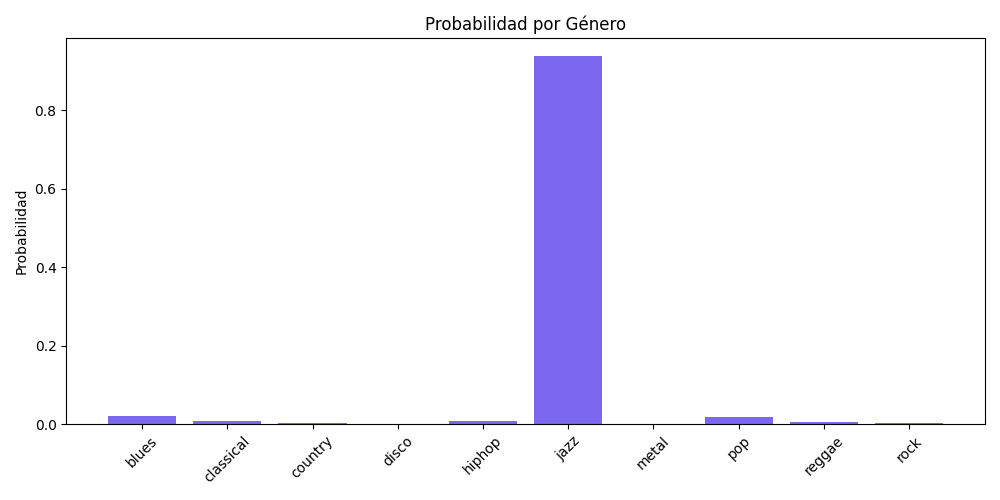 Probabilidad por Género
Probabilidad
0.8
0.6
0.4
0.2
0.0
blues
classical
country
disco
hiphop
jazz
metal
pop
reggae
rock